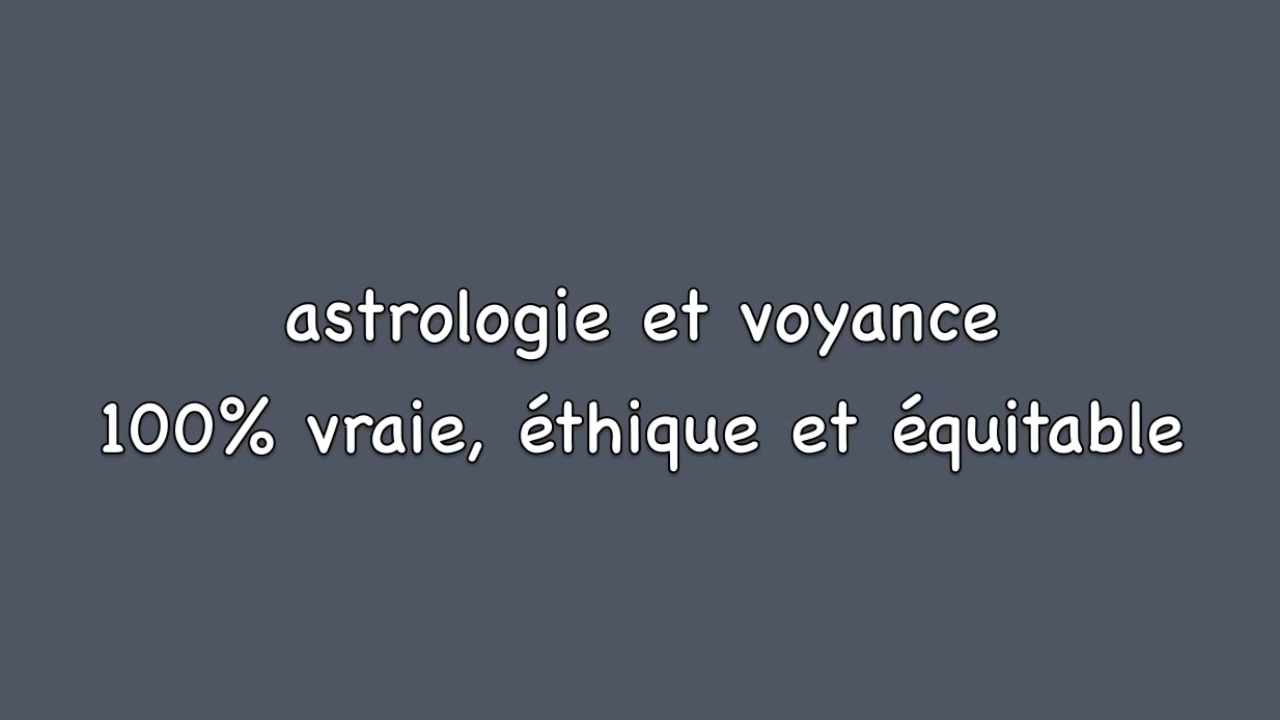 astrologie et voyance
100% vraie, éthique et équitable